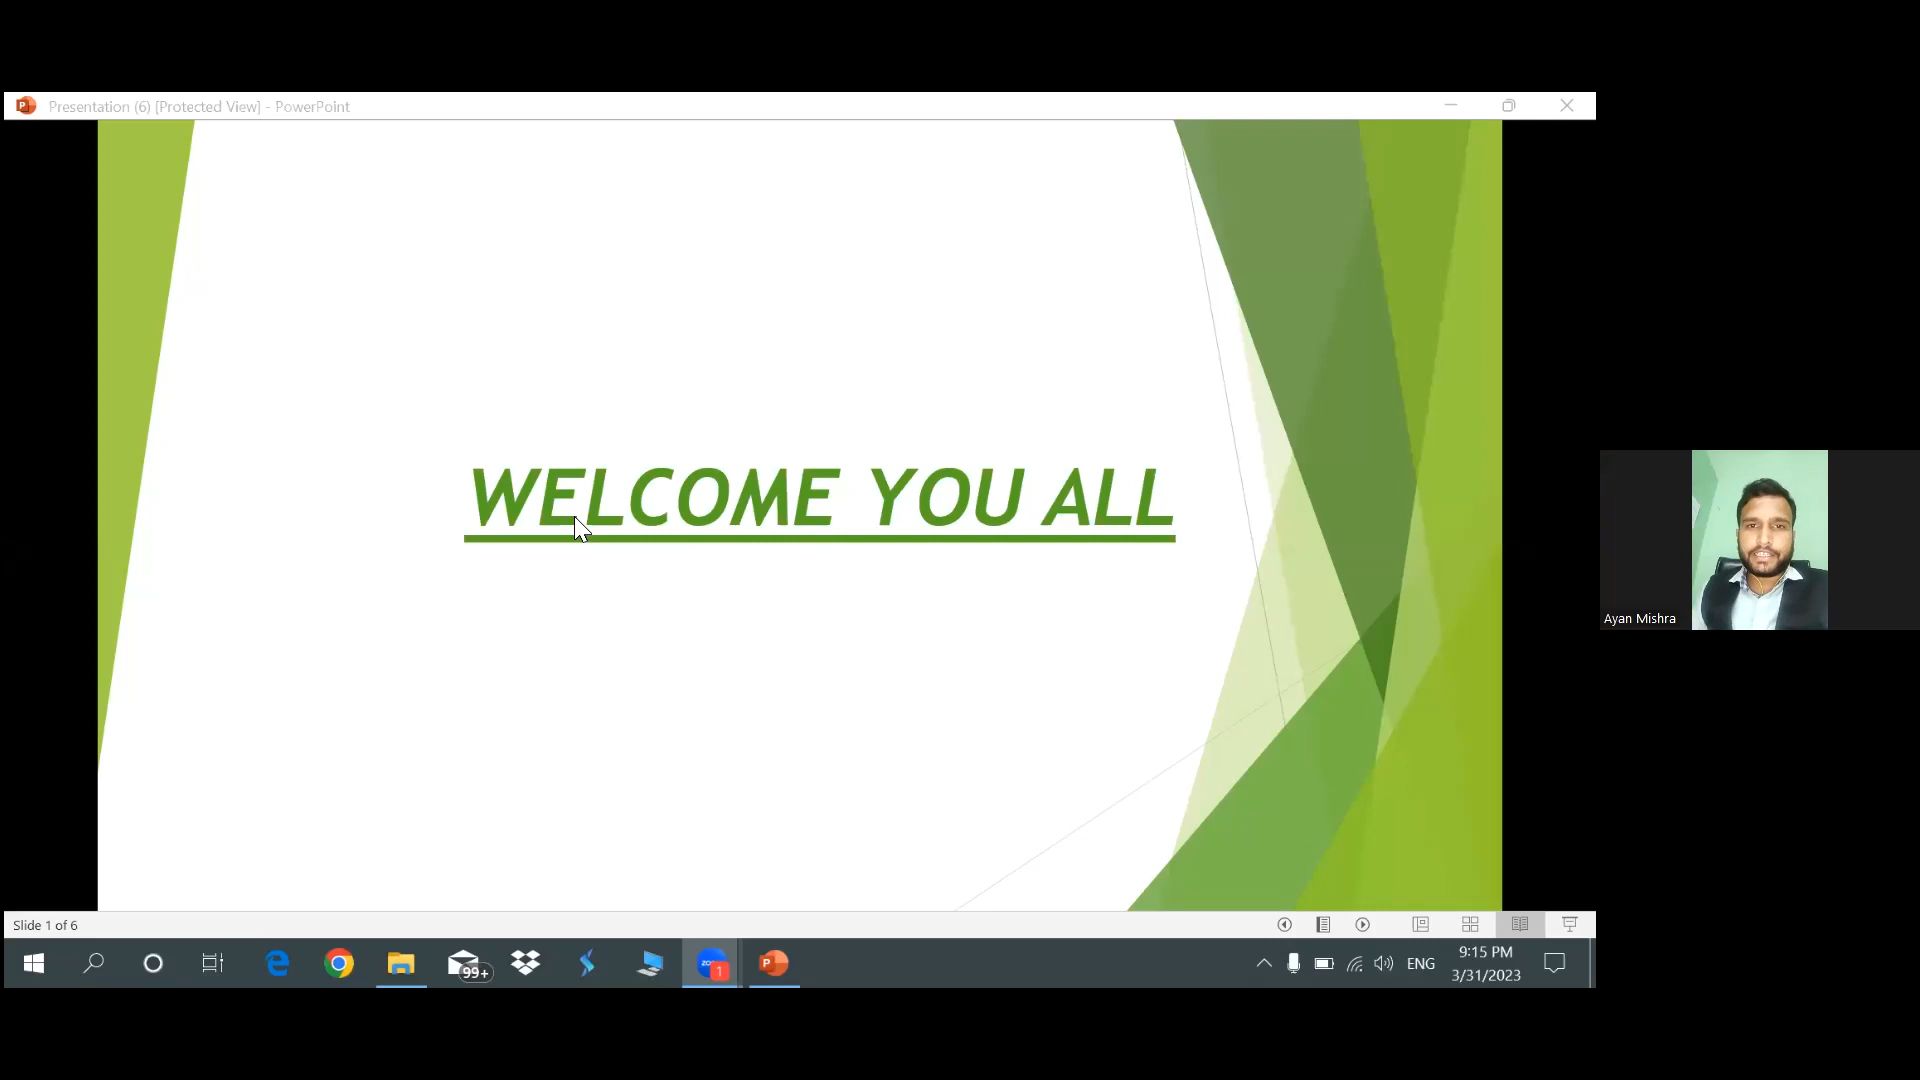 Presentation (6) [Protected View] - PowerPoint
WELCOME YOU ALL
Ayan Mishra
Slide 1 of 6
99+
1
ENG
9:15 PM
3/31/2023